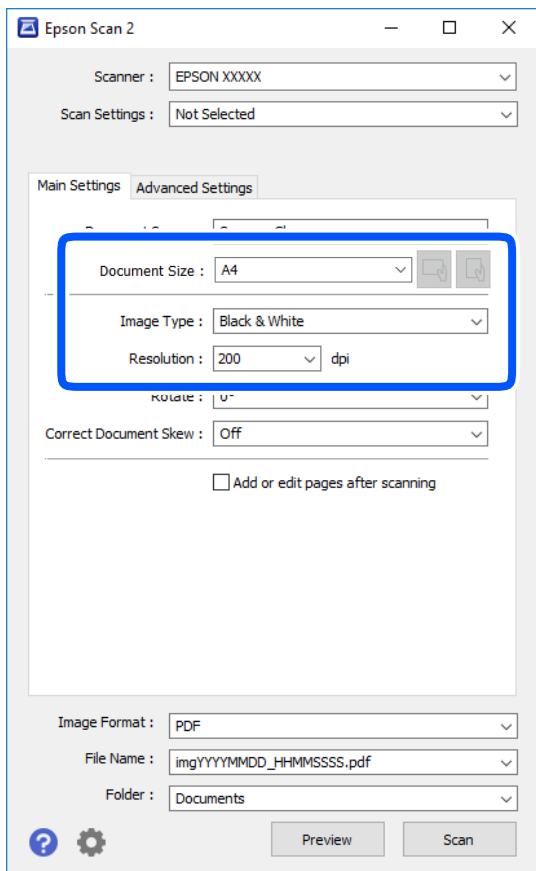 Epson Scan 2
Scanner : EPSON XXXXX
Scan Settings : Not Selected
Main Settings Advanced Settings
Document Size : A4
Image Type : Black & White
Resolution : 200 dpi
Rotate : 0°
Correct Document Skew : Off
Add or edit pages after scanning
Image Format : PDF
File Name : imgYYYYMMDD_HHMMSSSS.pdf
Folder : Documents
? Preview Scan